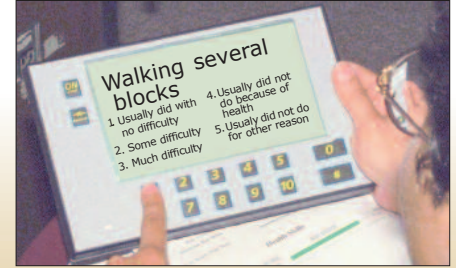 Walking several
blocks
1 Usually did with
no difficulty
2. Some difficulty
3. Much difficulty
4. Usually did not
do because of
health
5. Usualy did not do
for other reason
ON
2 3 4 5 0
7 8 9 10